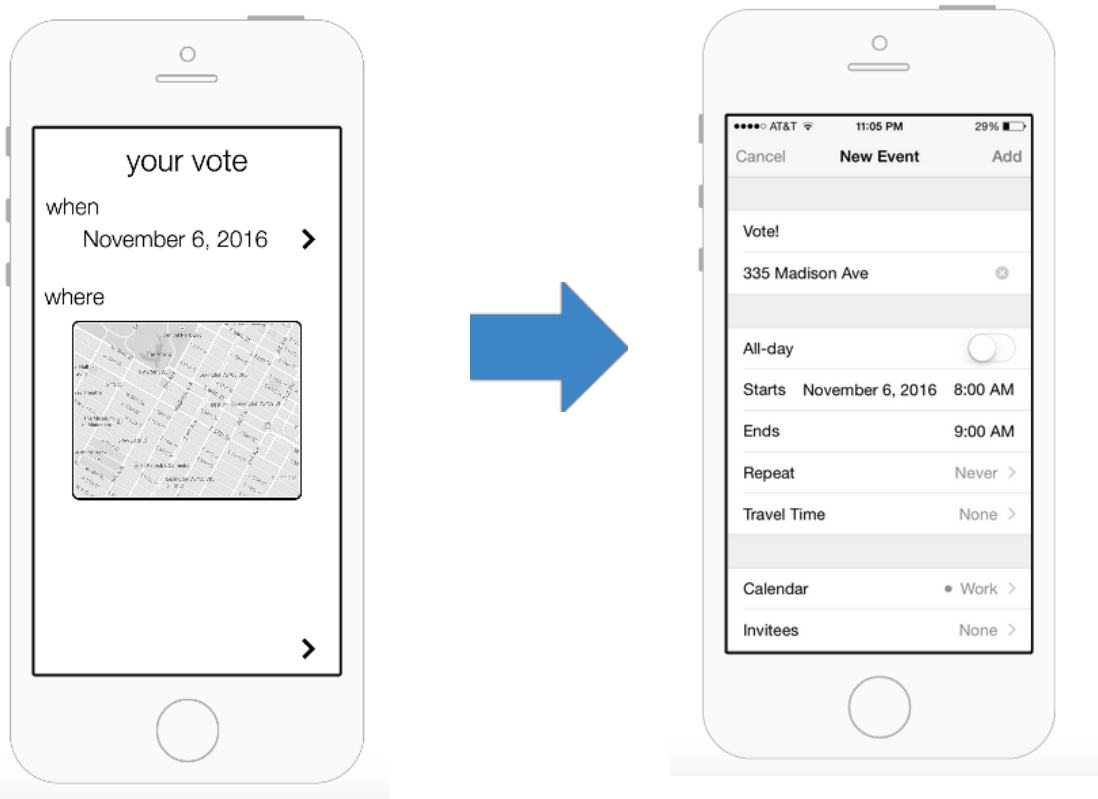 your vote
when
November 6, 2016
where
The Pond
AT&T 11:05 PM 29%
Cancel New Event Add
Vote!
335 Madison Ave
All-day
Starts November 6, 2016 8:00 AM
Ends 9:00 AM
Repeat Never
Travel Time None
Calendar Work
Invitees None